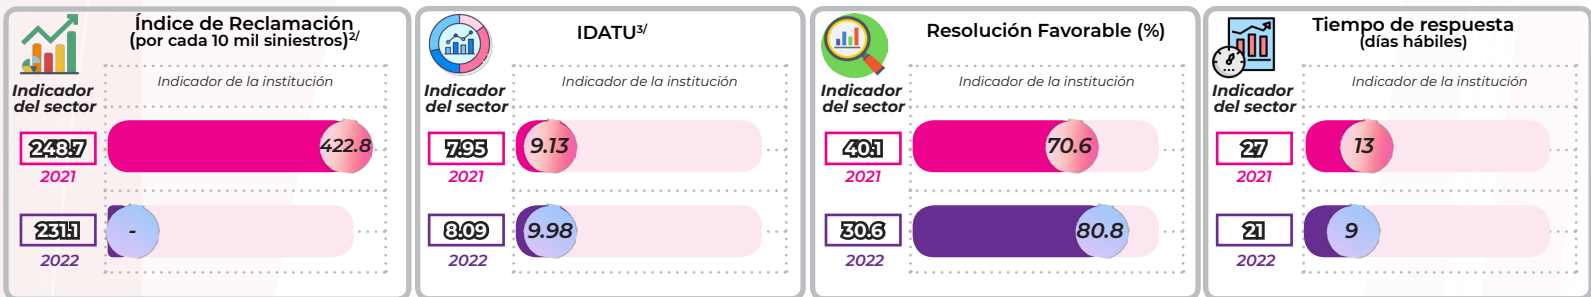 Índice de Reclamación
(por cada 10 mil siniestros)2/
Indicador de la institución
Indicador
del sector
248.7
422.8
2021
231.1
-
2022
IDATU3/
Indicador de la institución
Indicador
del sector
7.95
9.13
2021
8.09
9.98
2022
Resolución Favorable (%)
Indicador de la institución
Indicador
del sector
40.1
70.6
2021
30.6
80.8
2022
Tiempo de respuesta
(días hábiles)
Indicador de la institución
Indicador
del sector
27
13
2021
21
9
2022